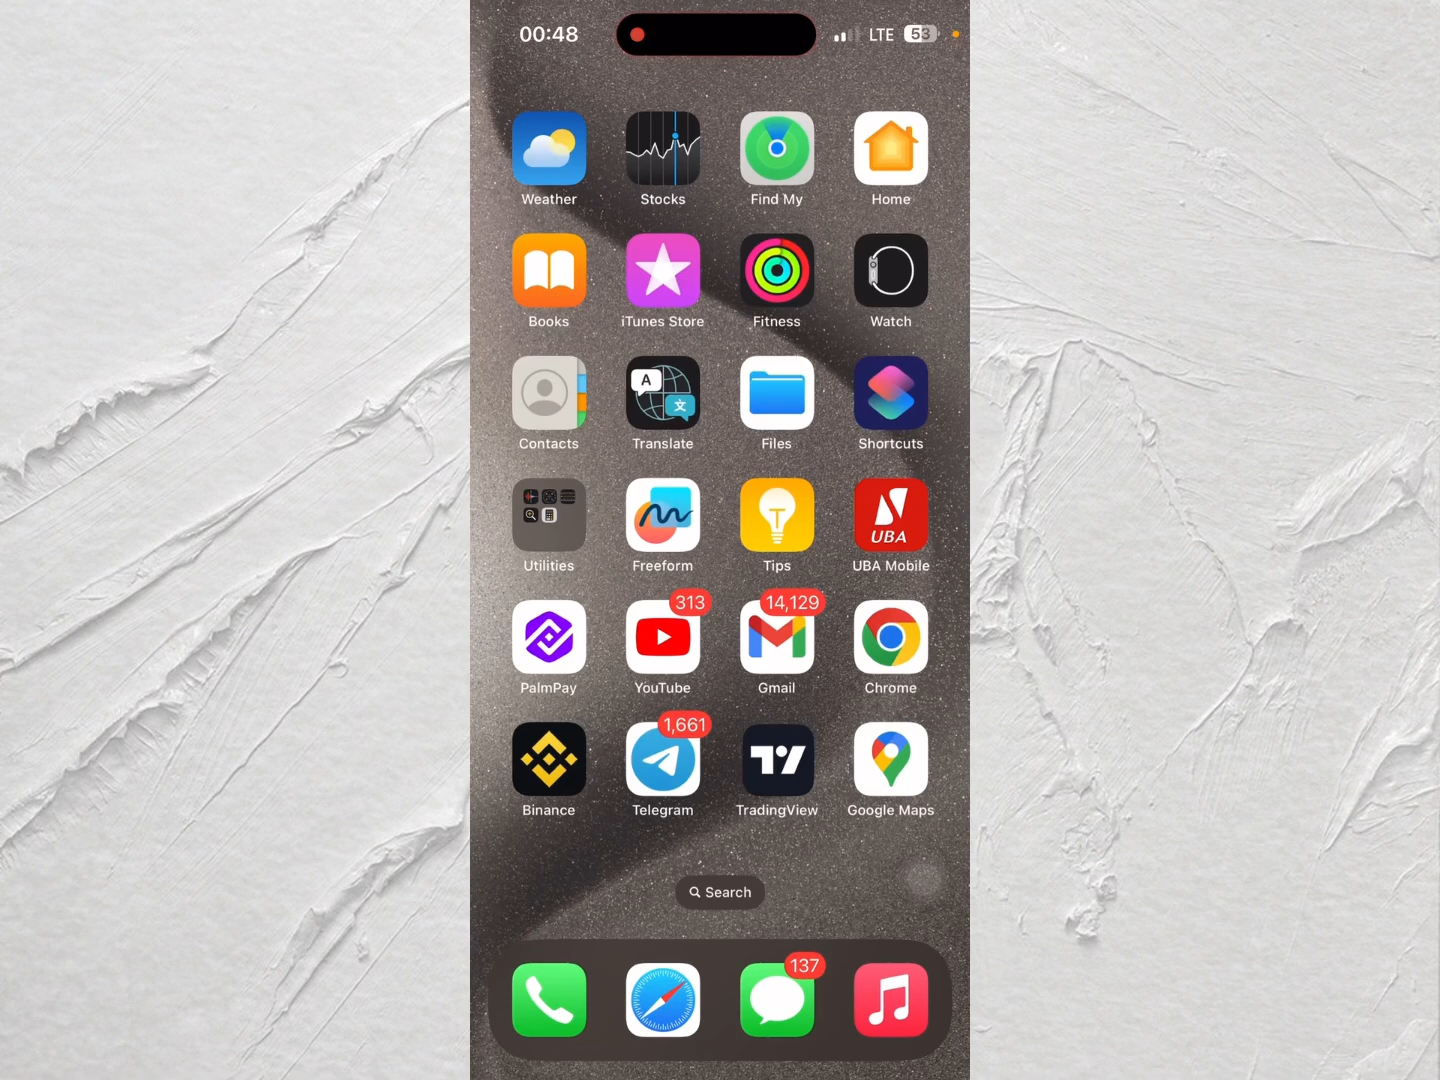 00:48 LTE 53
Weather Stocks Find My Home
Books iTunes Store Fitness Watch
A 文
Contacts Translate Files Shortcuts
UBA
Utilities Freeform Tips UBA Mobile
313 14,129
PalmPay YouTube Gmail Chrome
1,661
Binance Telegram TradingView Google Maps
Search
137